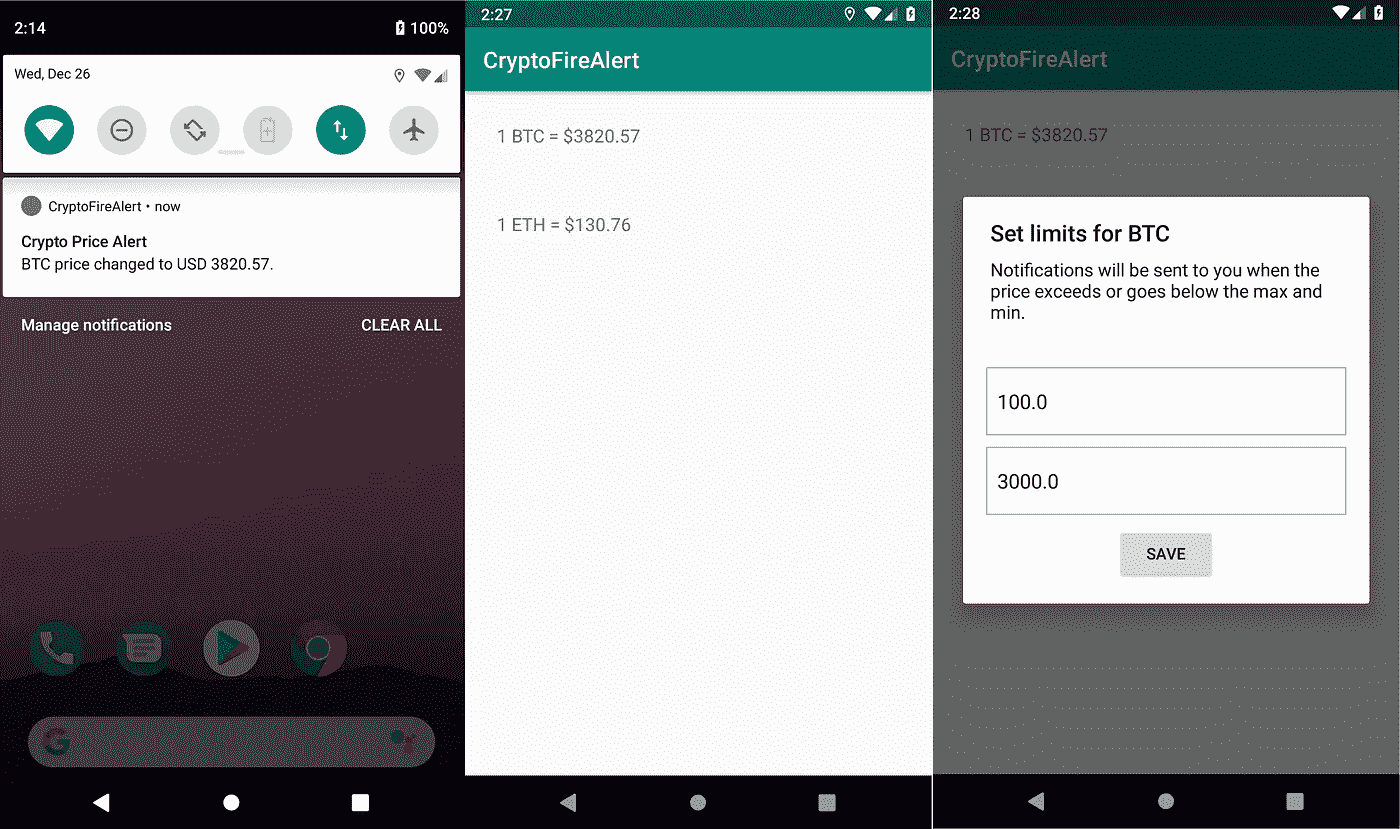 2:14
100%
Wed, Dec 26
CryptoFireAlert • now
Crypto Price Alert
BTC price changed to USD 3820.57.
Manage notifications
CLEAR ALL
G
2:27
CryptoFireAlert
1 BTC = $3820.57
1 ETH = $130.76
2:28
CryptoFireAlert
1 BTC = $3820.57
Set limits for BTC
Notifications will be sent to you when the
price exceeds or goes below the max and
min.
100.0
3000.0
SAVE